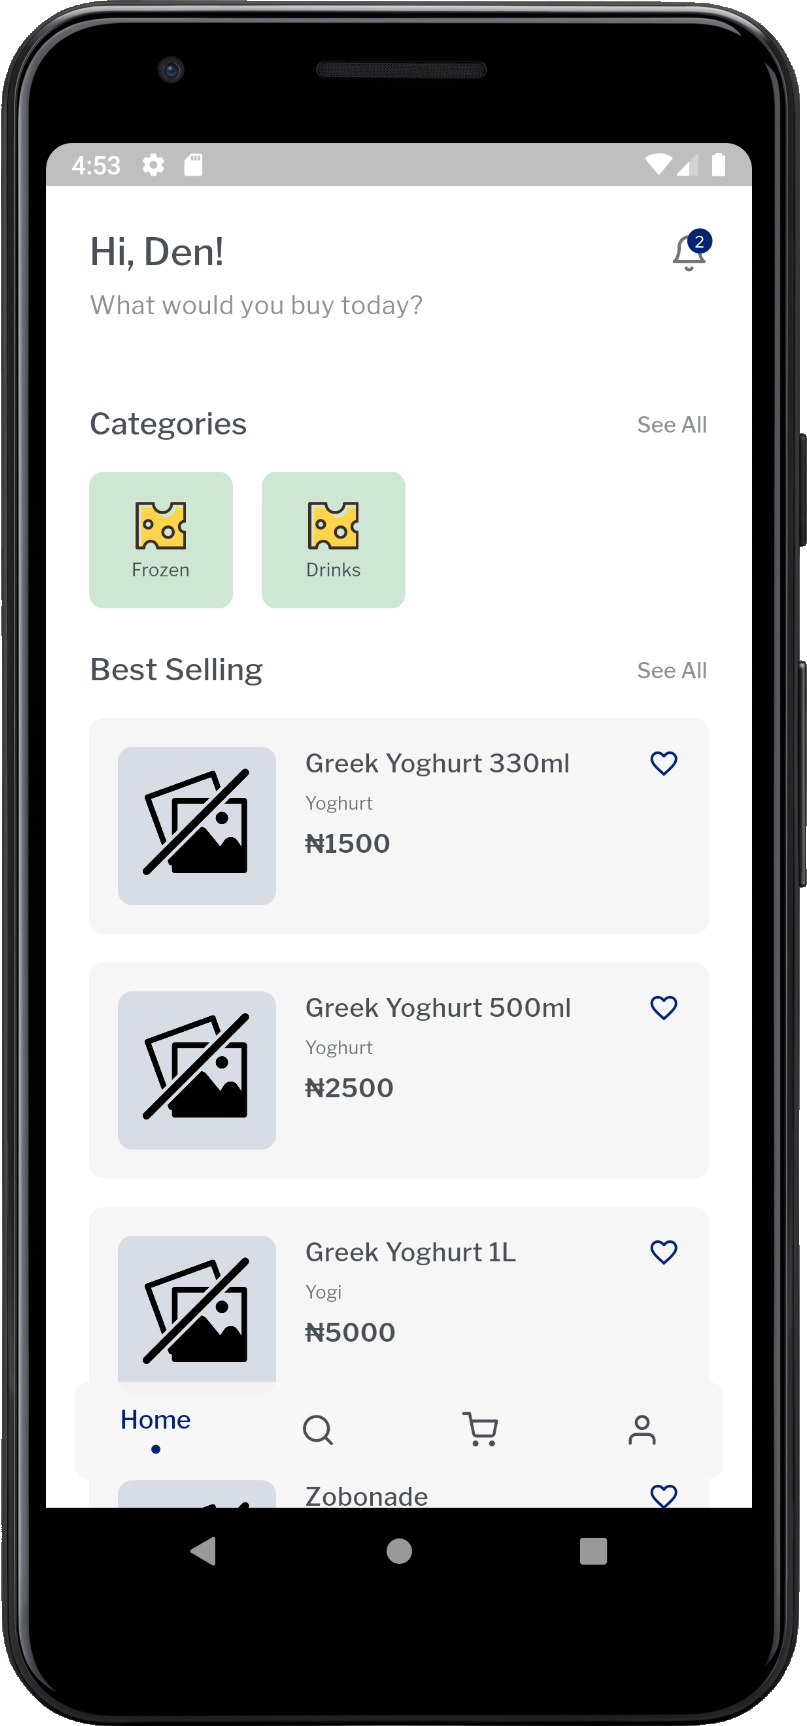 4:53
Hi, Den!
2
What would you buy today?
Categories
See All
Frozen
Drinks
Best Selling
See All
Greek Yoghurt 330ml
Yoghurt
₦1500
Greek Yoghurt 500ml
Yoghurt
₦2500
Greek Yoghurt 1L
Yogi
₦5000
Home
Zobonade